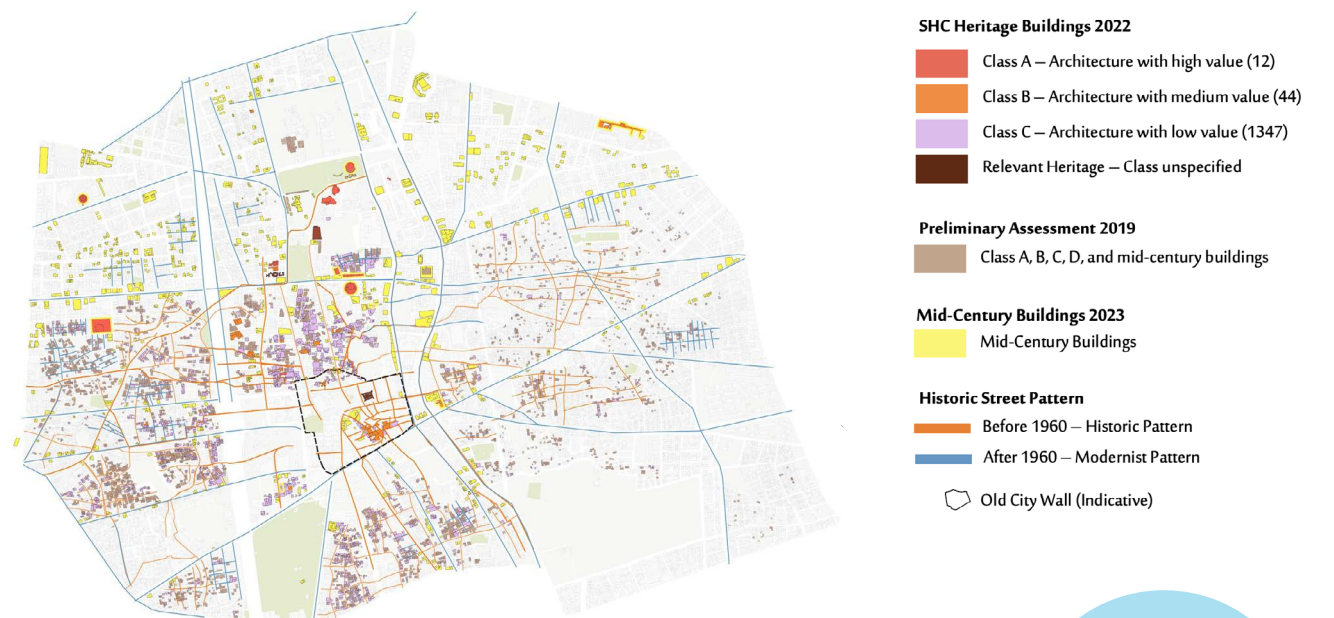 SHC Heritage Buildings 2022
Class A – Architecture with high value (12)
Class B – Architecture with medium value (44)
Class C – Architecture with low value (1347)
Relevant Heritage – Class unspecified
Preliminary Assessment 2019
Class A, B, C, D, and mid-century buildings
Mid-Century Buildings 2023
Mid-Century Buildings
Historic Street Pattern
Before 1960 – Historic Pattern
After 1960 – Modernist Pattern
Old City Wall (Indicative)